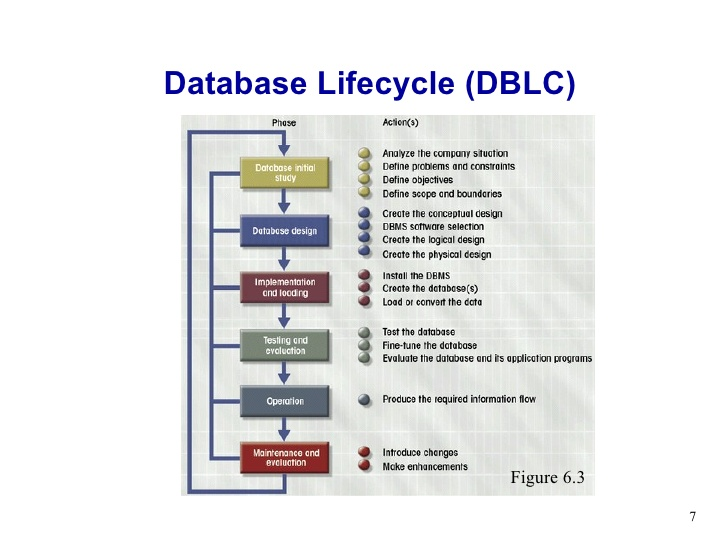 Database Lifecycle (DBLC)
Phase
Action(s)
Database initial
study
Analyze the company situation
Define problems and constraints
Define objectives
Define scope and boundaries
Database design
Create the conceptual design
DBMS software selection
Create the logical design
Create the physical design
Implementation
and loading
Install the DBMS
Create the database(s)
Load or convert the data
Testing and
evaluation
Test the database
Fine-tune the database
Evaluate the database and its application programs
Operation
Produce the required information flow
Maintenance and
evaluation
Introduce changes
Make enhancements
Figure 6.3
7